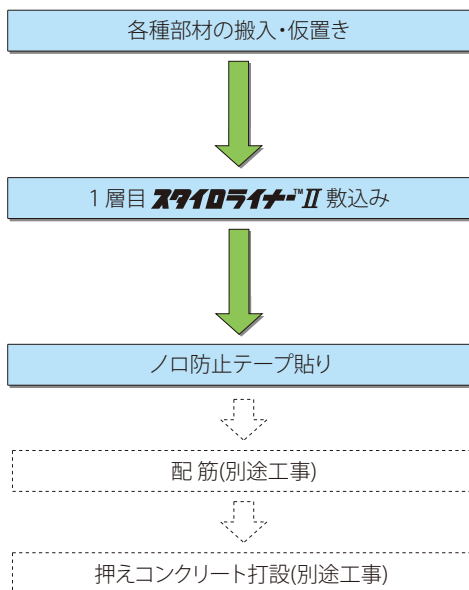 各種部材の搬入・仮置き
1層目 スタイロライナー™Ⅱ 敷込み
ノロ防止テープ貼り
配 筋(別途工事)
押えコンクリート打設(別途工事)